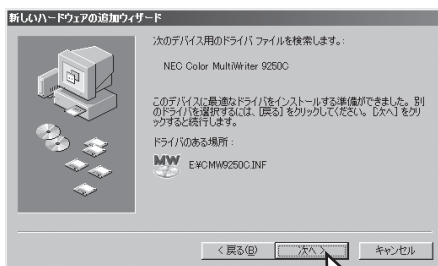 新しいハードウェアの追加ウィザード
次のデバイス用のドライバ ファイルを検索します。:
NEC Color MultiWriter 9250C
このデバイスに最適なドライバをインストールする準備ができました。別
のドライバを選択するには、[戻る] をクリックしてください。[次へ] をクリ
ックすると続行します。
ドライバのある場所 :
MW
E:¥CMW9250C.INF
< 戻る(B)
次へ >
キャンセル